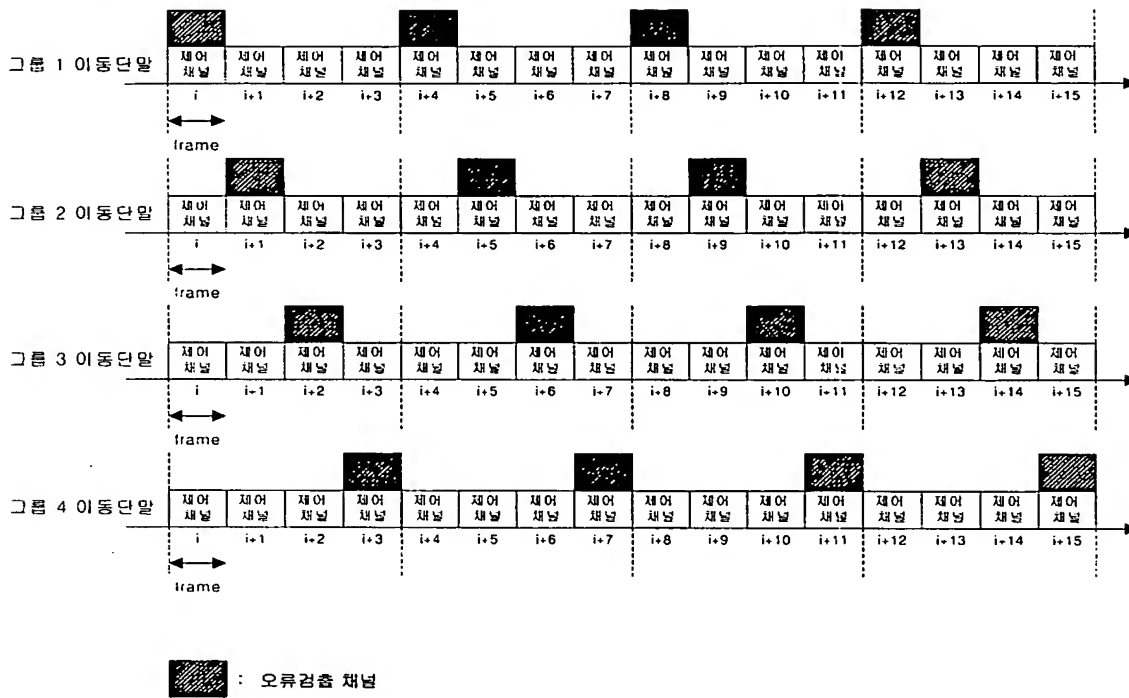 그룹 1 이동단말
제어 제어 제어 제어 제어 제어 제어 제어 제어 제어 제어 제어 제어 제어 제어 제어
채널 채널 채널 채널 채널 채널 채널 채널 채널 채널 채널 채널 채널 채널 채널 채널
i i+1 i+2 i+3 i+4 i+5 i+6 i+7 i+8 i+9 i+10 i+11 i+12 i+13 i+14 i+15
frame
그룹 2 이동단말
제어 제어 제어 제어 제어 제어 제어 제어 제어 제어 제어 제어 제어 제어 제어 제어
채널 채널 채널 채널 채널 채널 채널 채널 채널 채널 채널 채널 채널 채널 채널 채널
i i+1 i+2 i+3 i+4 i+5 i+6 i+7 i+8 i+9 i+10 i+11 i+12 i+13 i+14 i+15
frame
그룹 3 이동단말
제어 제어 제어 제어 제어 제어 제어 제어 제어 제어 제어 제어 제어 제어 제어 제어
채널 채널 채널 채널 채널 채널 채널 채널 채널 채널 채널 채널 채널 채널 채널 채널
i i+1 i+2 i+3 i+4 i+5 i+6 i+7 i+8 i+9 i+10 i+11 i+12 i+13 i+14 i+15
frame
그룹 4 이동단말
제어 제어 제어 제어 제어 제어 제어 제어 제어 제어 제어 제어 제어 제어 제어 제어
채널 채널 채널 채널 채널 채널 채널 채널 채널 채널 채널 채널 채널 채널 채널 채널
i i+1 i+2 i+3 i+4 i+5 i+6 i+7 i+8 i+9 i+10 i+11 i+12 i+13 i+14 i+15
frame
: 오류검출 채널